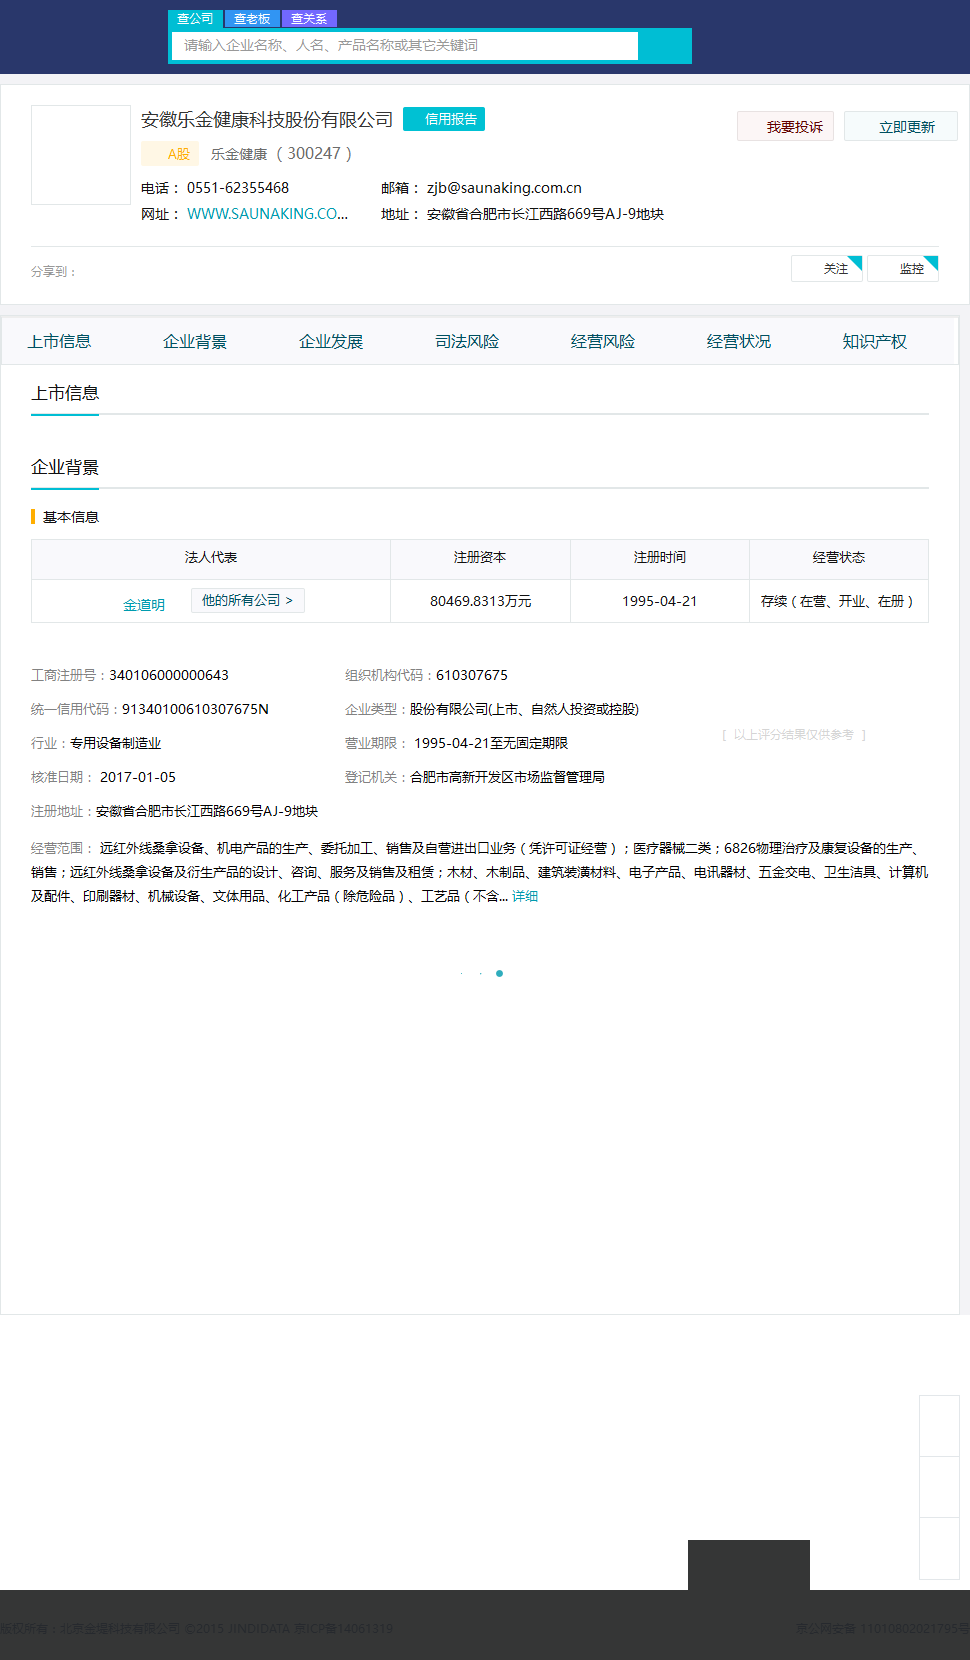 查公司 查老板 查关系
请输入企业名称、人名、产品名称或其它关键词
安徽乐金健康科技股份有限公司 信用报告 我要投诉 立即更新
A股 乐金健康（300247）
电话： 0551-62355468 邮箱： zjb@saunaking.com.cn
网址： WWW.SAUNAKING.CO... 地址： 安徽省合肥市长江西路669号AJ-9地块
分享到： 关注 监控
上市信息 企业背景 企业发展 司法风险 经营风险 经营状况 知识产权
上市信息
企业背景
基本信息
法人代表 注册资本 注册时间 经营状态
金道明 他的所有公司 > 80469.8313万元 1995-04-21 存续（在营、开业、在册）
工商注册号：340106000000643 组织机构代码：610307675
统一信用代码：91340100610307675N 企业类型：股份有限公司(上市、自然人投资或控股)
[ 以上评分结果仅供参考 ]
行业：专用设备制造业 营业期限： 1995-04-21至无固定期限
核准日期： 2017-01-05 登记机关：合肥市高新开发区市场监督管理局
注册地址：安徽省合肥市长江西路669号AJ-9地块
经营范围： 远红外线桑拿设备、机电产品的生产、委托加工、销售及自营进出口业务（凭许可证经营）；医疗器械二类；6826物理治疗及康复设备的生产、
销售；远红外线桑拿设备及衍生产品的设计、咨询、服务及销售及租赁；木材、木制品、建筑装潢材料、电子产品、电讯器材、五金交电、卫生洁具、计算机
及配件、印刷器材、机械设备、文体用品、化工产品（除危险品）、工艺品（不含... 详细
版权所有：北京金堤科技有限公司 ©2015 JINDIDATA 京ICP备14061319 京公网安备 11010802021795号